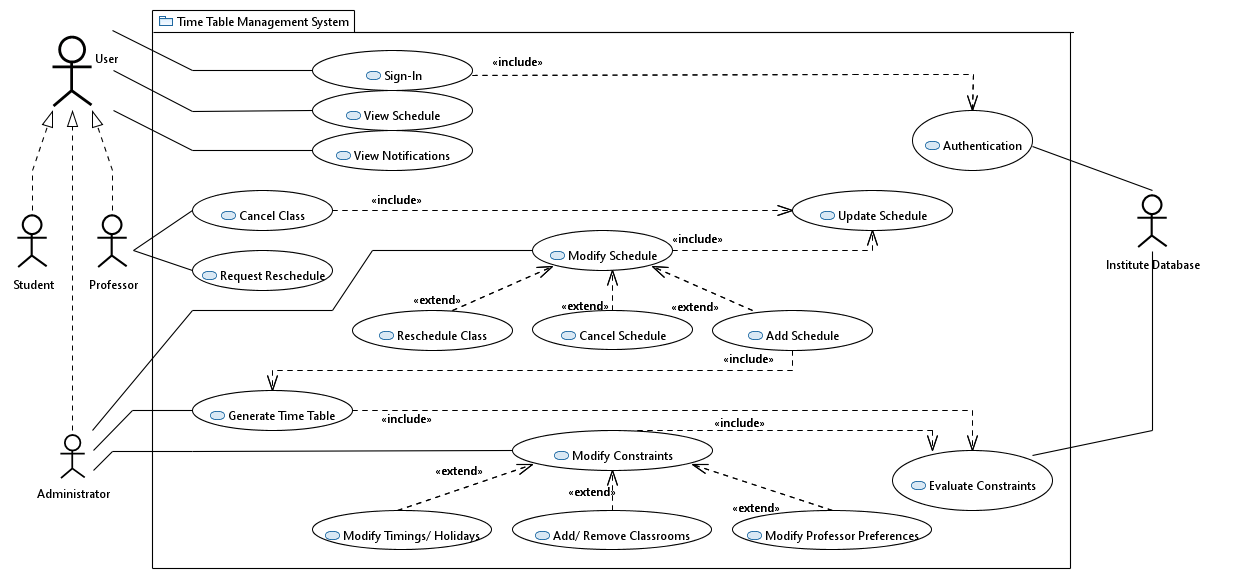 Time Table Management System
User
«include»
Sign-In
View Schedule
Authentication
View Notifications
«include»
Cancel Class
Update Schedule
«include»
Modify Schedule
Institute Database
Request Reschedule
Student
Professor
«extend»
«extend»
«extend»
Reschedule Class
Cancel Schedule
Add Schedule
«include»
Generate Time Table
«include»
«include»
Modify Constraints
«extend»
Evaluate Constraints
Administrator
«extend»
«extend»
Modify Timings/ Holidays
Add/ Remove Classrooms
Modify Professor Preferences